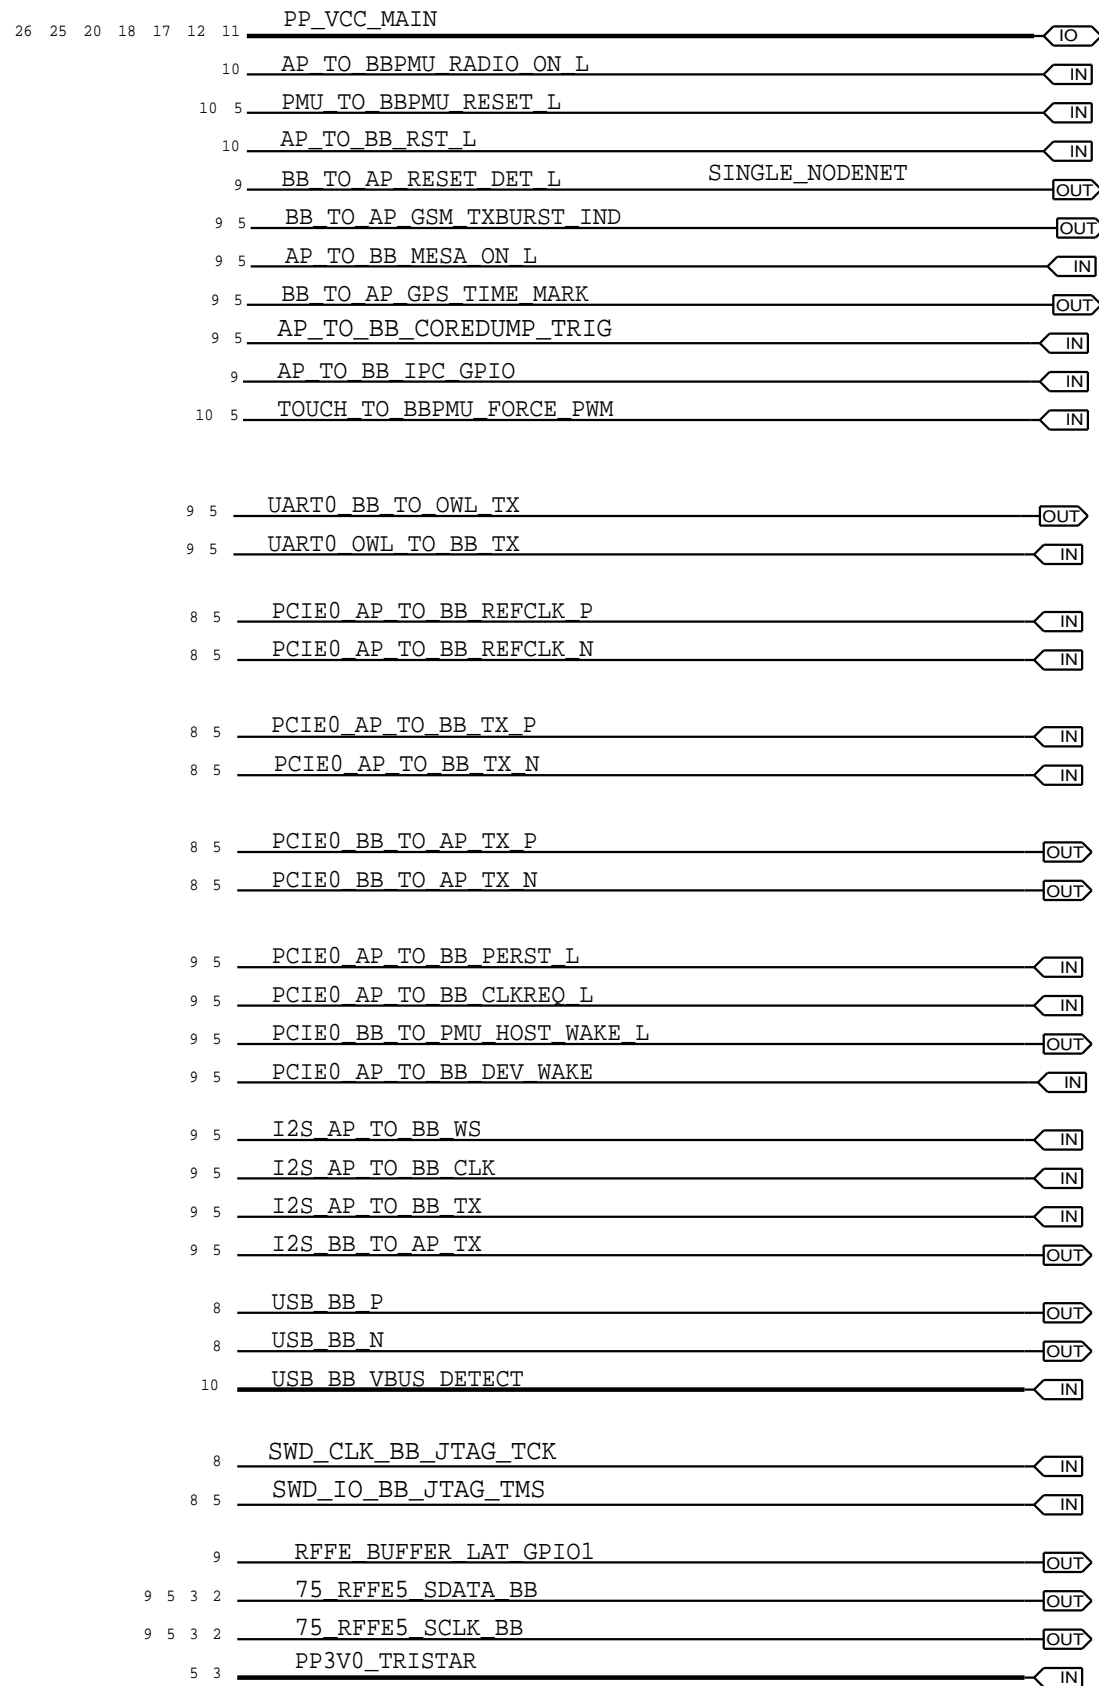 26 25 20 18 17 12 11 PP_VCC_MAIN IO
10 AP_TO_BBPMU_RADIO_ON_L IN
10 5 PMU_TO_BBPMU_RESET_L IN
10 AP_TO_BB_RST_L IN
9 BB_TO_AP_RESET_DET_L SINGLE_NODENET OUT
9 5 BB_TO_AP_GSM_TXBURST_IND OUT
9 5 AP_TO_BB_MESA_ON_L IN
9 5 BB_TO_AP_GPS_TIME_MARK OUT
9 5 AP_TO_BB_COREDUMP_TRIG IN
9 AP_TO_BB_IPC_GPIO IN
10 5 TOUCH_TO_BBPMU_FORCE_PWM IN
9 5 UART0_BB_TO_OWL_TX OUT
9 5 UART0_OWL_TO_BB_TX IN
8 5 PCIE0_AP_TO_BB_REFCLK_P IN
8 5 PCIE0_AP_TO_BB_REFCLK_N IN
8 5 PCIE0_AP_TO_BB_TX_P IN
8 5 PCIE0_AP_TO_BB_TX_N IN
8 5 PCIE0_BB_TO_AP_TX_P OUT
8 5 PCIE0_BB_TO_AP_TX_N OUT
9 5 PCIE0_AP_TO_BB_PERST_L IN
9 5 PCIE0_AP_TO_BB_CLKREQ_L IN
9 5 PCIE0_BB_TO_PMU_HOST_WAKE_L OUT
9 5 PCIE0_AP_TO_BB_DEV_WAKE IN
9 5 I2S_AP_TO_BB_WS IN
9 5 I2S_AP_TO_BB_CLK IN
9 5 I2S_AP_TO_BB_TX IN
9 5 I2S_BB_TO_AP_TX OUT
8 USB_BB_P OUT
8 USB_BB_N OUT
10 USB_BB_VBUS_DETECT IN
8 SWD_CLK_BB_JTAG_TCK IN
8 5 SWD_IO_BB_JTAG_TMS IN
9 RFFE_BUFFER_LAT_GPIO1 OUT
9 5 3 2 75_RFFE5_SDATA_BB OUT
9 5 3 2 75_RFFE5_SCLK_BB OUT
5 3 PP3V0_TRISTAR IN